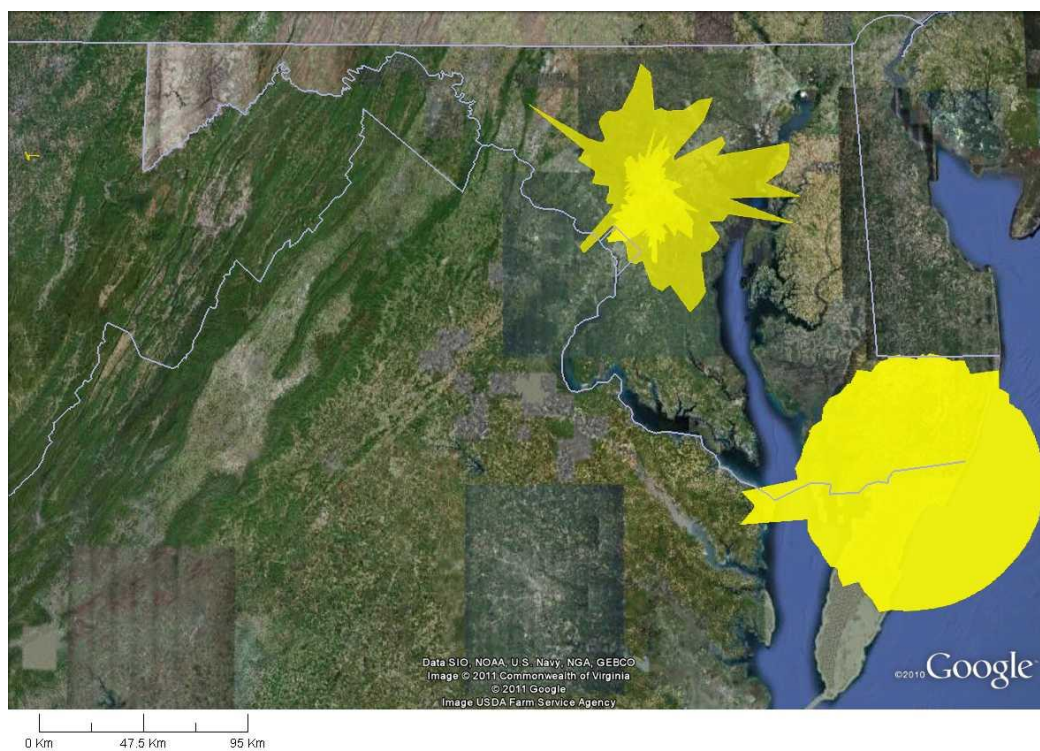 Data SIO, NOAA, U.S. Navy, NGA, GEBCO
Image © 2011 Commonwealth of Virginia
© 2011 Google
Image USDA Farm Service Agency
©2010 Google
0 Km 47.5 Km 95 Km